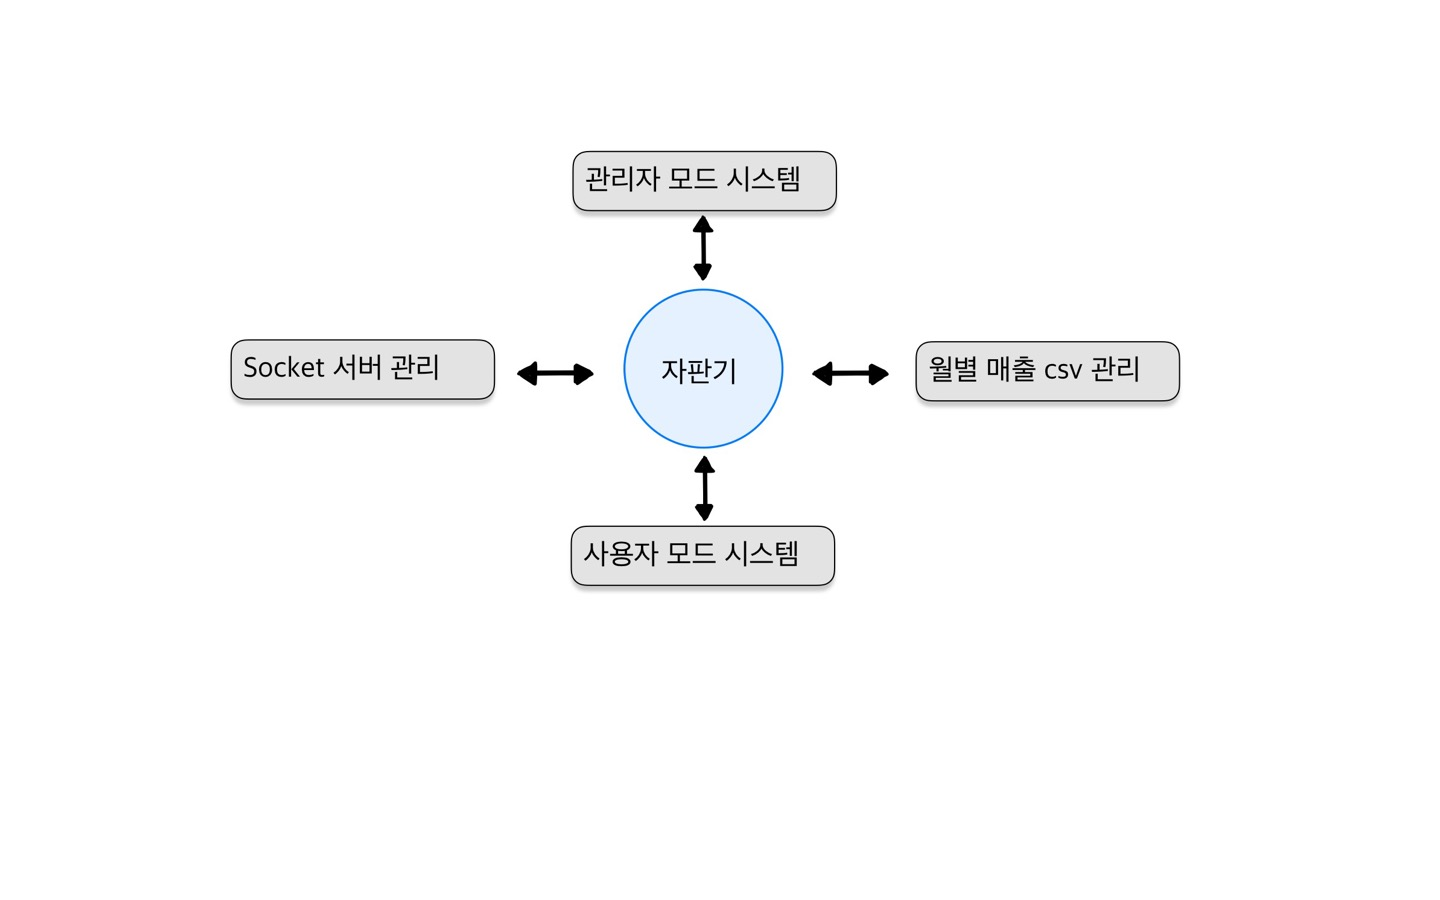 관리자 모드 시스템
Socket 서버 관리
자판기
월별 매출 csv 관리
사용자 모드 시스템